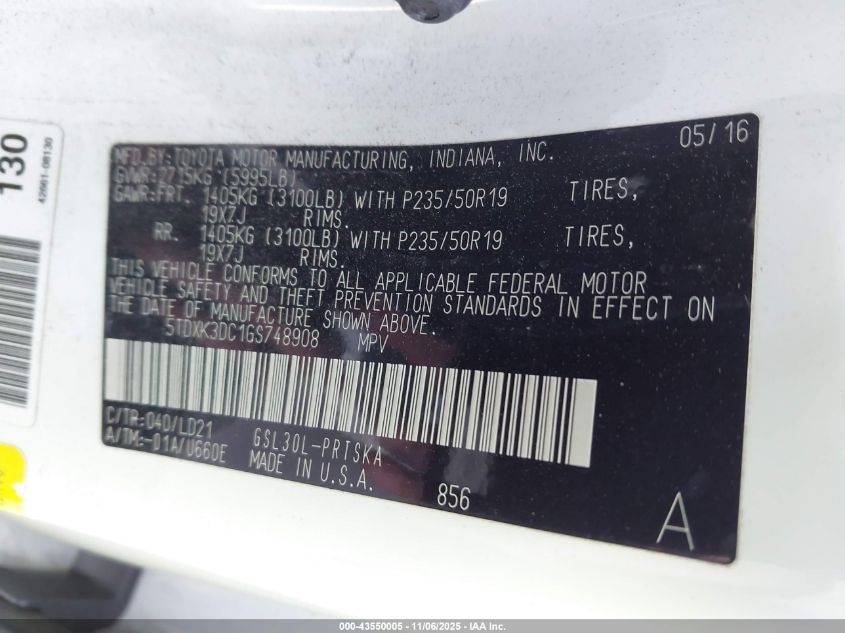 130
42661-08130
05/16
MFD.BY:TOYOTA MOTOR MANUFACTURING, INDIANA, INC.
GVWR:2715KG (5995LB)
GAWR:FRT. 1405KG (3100LB) WITH P235/50R19 TIRES,
19X7J RIMS.
RR. 1405KG (3100LB) WITH P235/50R19 TIRES,
19X7J RIMS.
THIS VEHICLE CONFORMS TO ALL APPLICABLE FEDERAL MOTOR
VEHICLE SAFETY AND THEFT PREVENTION STANDARDS IN EFFECT ON
THE DATE OF MANUFACTURE SHOWN ABOVE.
5TDXK3DC1GS748908 MPV
C/TR:040/LD21 GSL30L-PRTSKA
A/TM:-01A/U660E MADE IN U.S.A.
856
A
000-43550005 - 11/06/2025 - IAA Inc.